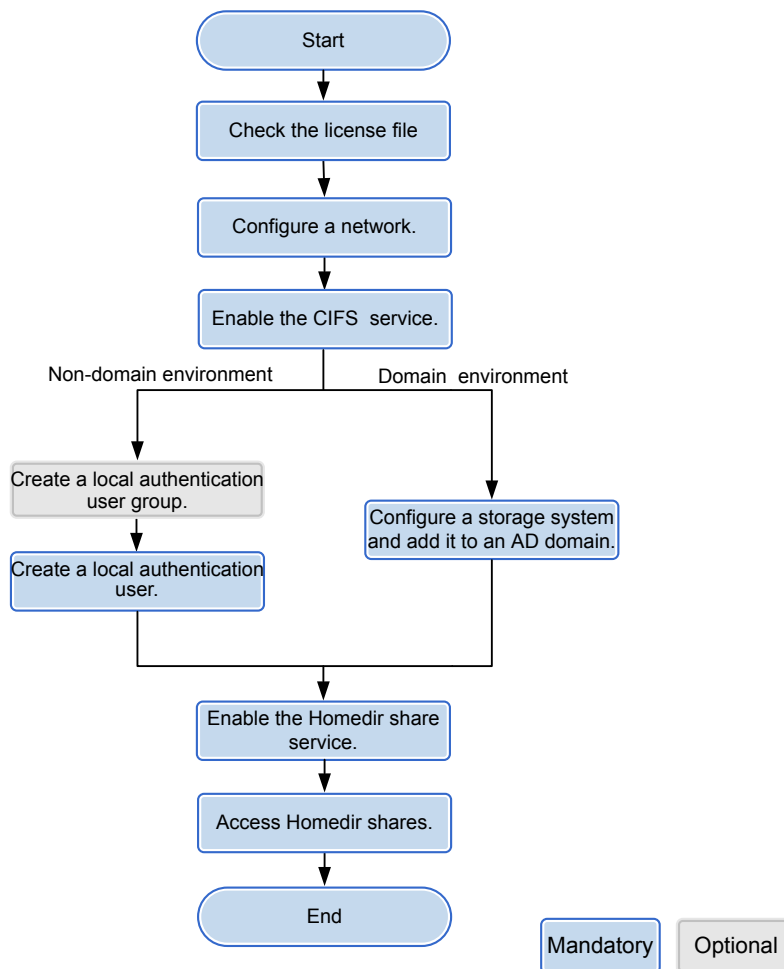 Start
Check the license file
Configure a network.
Enable the CIFS service.
Non-domain environment
Domain environment
Create a local authentication
user group.
Configure a storage system
and add it to an AD domain.
Create a local authentication
user.
Enable the Homedir share
service.
Access Homedir shares.
End
Mandatory
Optional